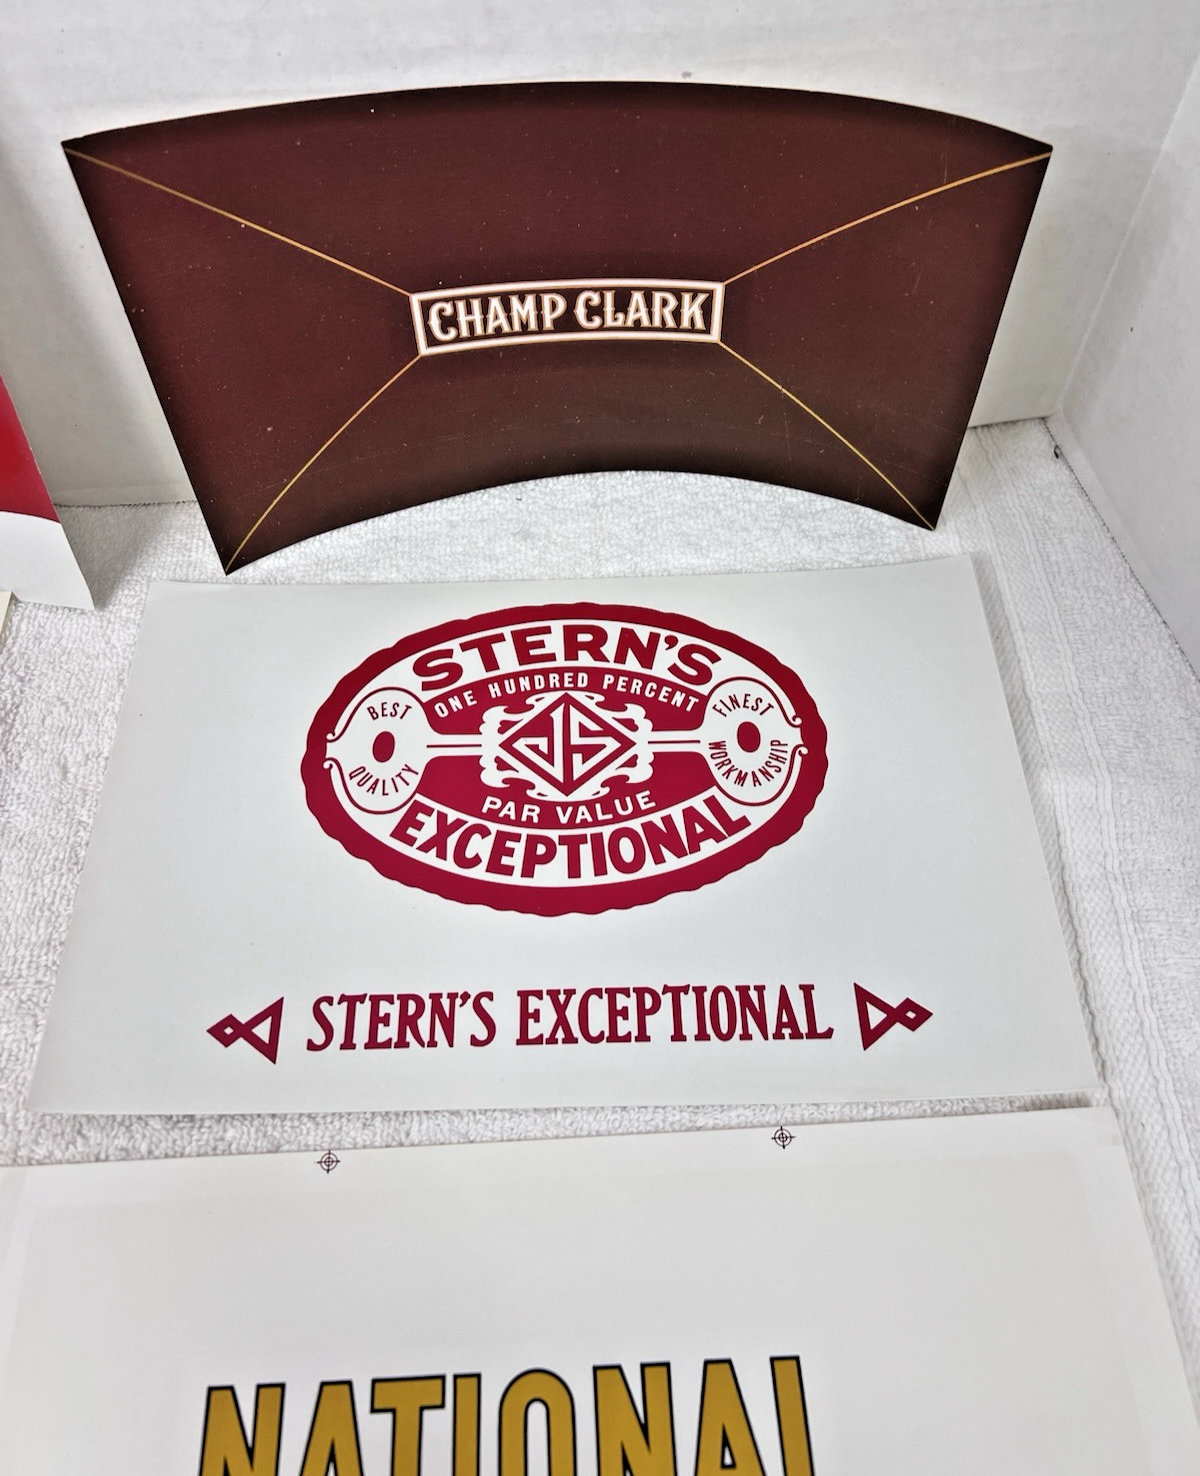 CHAMP CLARK
STERN'S
ONE HUNDRED PERCENT
BEST
QUALITY
JS
FINEST
WORKMANSHIP
PAR VALUE
EXCEPTIONAL
STERN'S EXCEPTIONAL
NATIONAL